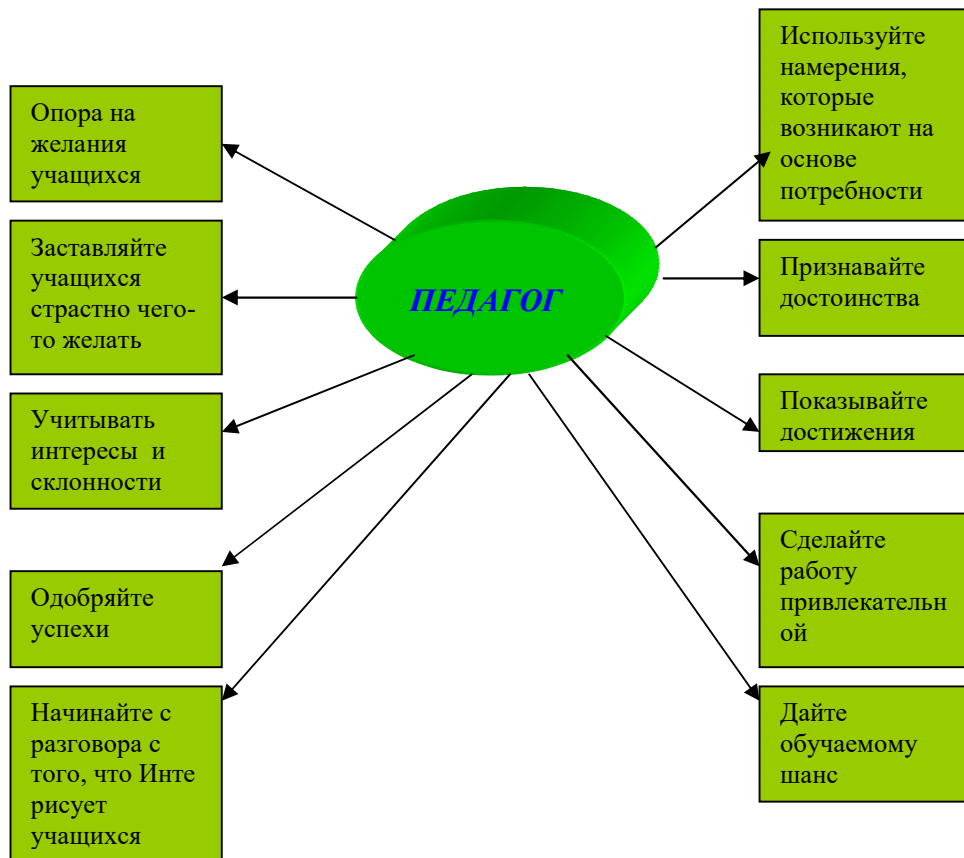 Опора на
желания
учащихся
Заставляйте
учащихся
страстно чего-
то желать
Учитывать
интересы и
склонности
Одобряйте
успехи
Начинайте с
разговора с
того, что Инте
рисует
учащихся
ПЕДАГОГ
Используйте
намерения,
которые
возникают на
основе
потребности
Признавайте
достоинства
Показывайте
достижения
Сделайте
работу
привлекательн
ой
Дайте
обучаемому
шанс